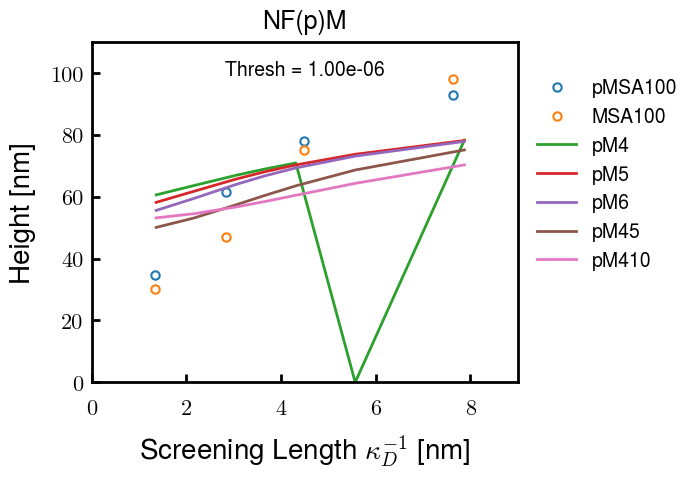 NF(p)M
Thresh = 1.00e-06
Height [nm]
100
80
60
40
20
0
0 2 4 6 8
Screening Length κ_D^{-1} [nm]
pMSA100
MSA100
pM4
pM5
pM6
pM45
pM410